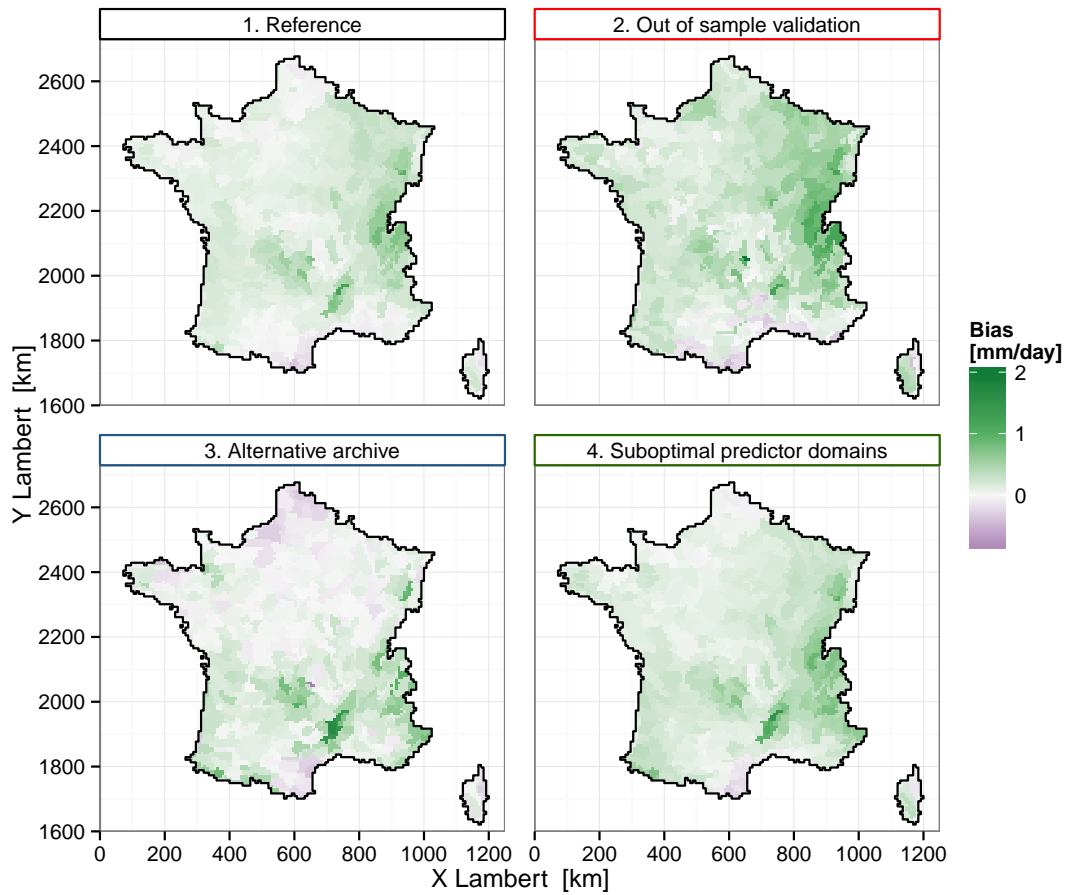 1. Reference
2. Out of sample validation
2600
2400
2200
2000
1800
1600
Y Lambert [km]
Bias
[mm/day]
2
1
0
3. Alternative archive
4. Suboptimal predictor domains
2600
2400
2200
2000
1800
1600
0 200 400 600 800 1000 1200
0 200 400 600 800 1000 1200
X Lambert [km]